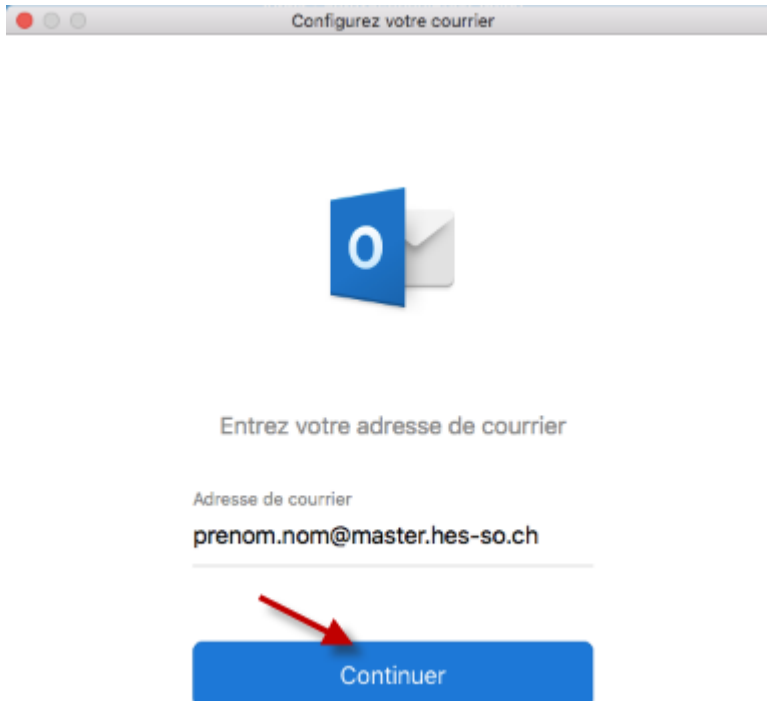 Configurez votre courrier
O
Entrez votre adresse de courrier
Adresse de courrier
prenom.nom@master.hes-so.ch
Continuer